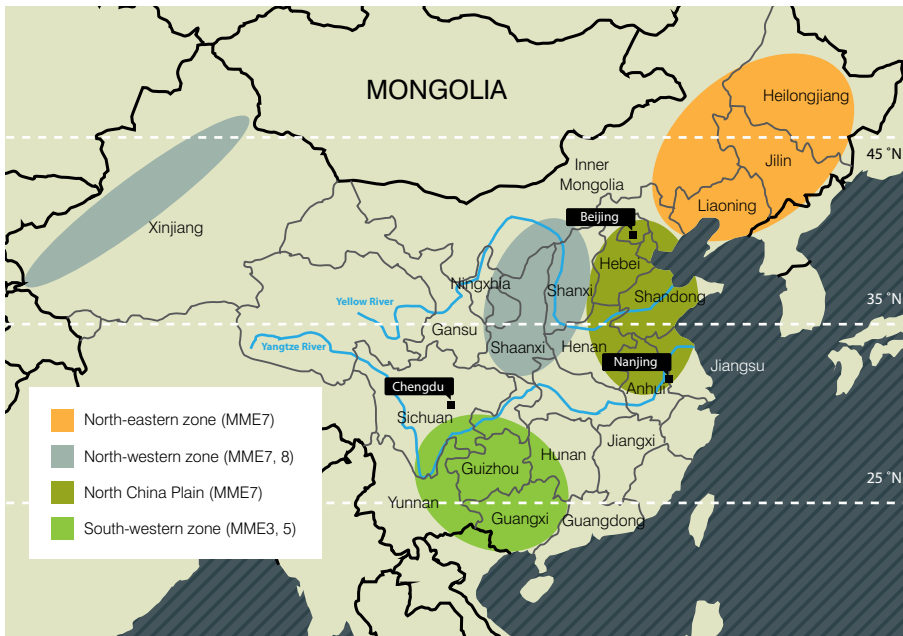 MONGOLIA
Heilongjiang
45 °N
Jilin
Inner
Mongolia
Liaoning
Beijing
Xinjiang
Hebei
Ningxhia
Shanxi
Shandong
Yellow River
35 °N
Gansu
Yangtze River
Shaanxi
Henan
Nanjing
Jiangsu
Chengdu
Anhui
Sichuan
Jiangxi
Hunan
Guizhou
25 °N
Yunnan
Guangxi
Guangdong
North-eastern zone (MME7)
North-western zone (MME7, 8)
North China Plain (MME7)
South-western zone (MME3, 5)